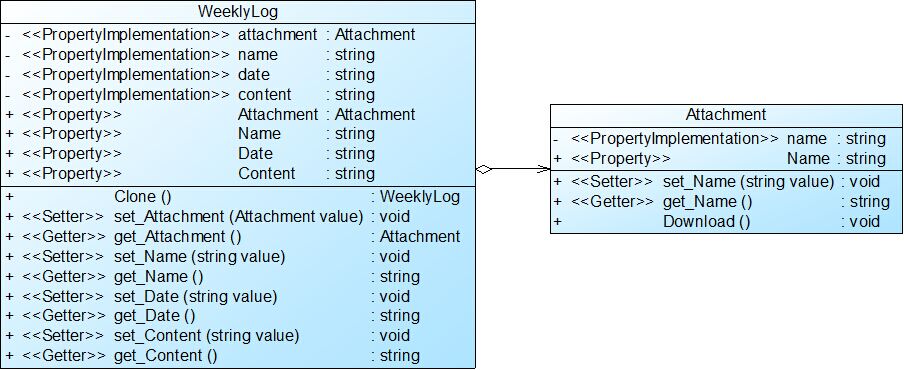 WeeklyLog
- <<PropertyImplementation>> attachment : Attachment
- <<PropertyImplementation>> name : string
- <<PropertyImplementation>> date : string
- <<PropertyImplementation>> content : string
+ <<Property>> Attachment : Attachment
+ <<Property>> Name : string
+ <<Property>> Date : string
+ <<Property>> Content : string
+ Clone () : WeeklyLog
+ <<Setter>> set_Attachment (Attachment value) : void
+ <<Getter>> get_Attachment () : Attachment
+ <<Setter>> set_Name (string value) : void
+ <<Getter>> get_Name () : string
+ <<Setter>> set_Date (string value) : void
+ <<Getter>> get_Date () : string
+ <<Setter>> set_Content (string value) : void
+ <<Getter>> get_Content () : string
Attachment
- <<PropertyImplementation>> name : string
+ <<Property>> Name : string
+ <<Setter>> set_Name (string value) : void
+ <<Getter>> get_Name () : string
+ Download () : void